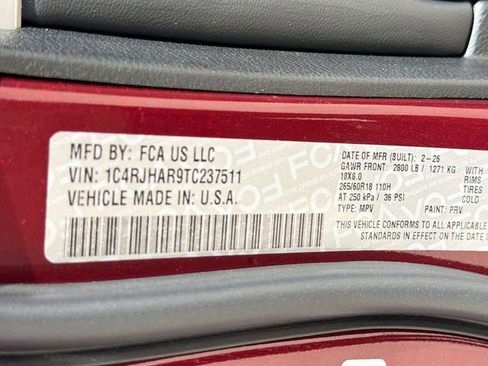 MFD BY: FCA US LLC
VIN: 1C4RJHAR9TC237511
VEHICLE MADE IN: U.S.A.
DATE OF MFR (BUILT): 2-26
GAWR FRONT: 2800 LB / 1271 KG
18X6.0 RIMS
265/60R18 110H
AT 250 kPa / 36 PSI COLD
TYPE: MPV PAINT: PRV
THIS VEHICLE CONFORMS TO ALL APPLICABLE
STANDARDS IN EFFECT ON THE DATE OF